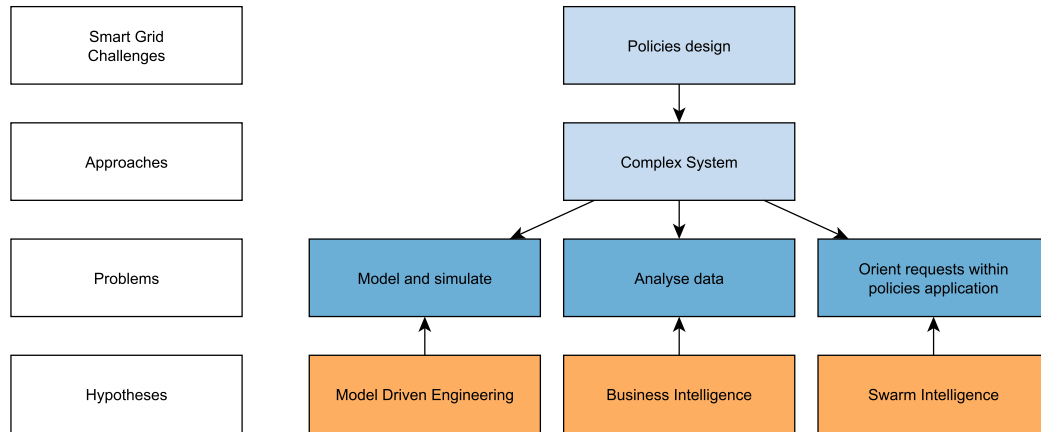 Smart Grid
Challenges
Policies design
Approaches
Complex System
Problems
Model and simulate
Analyse data
Orient requests within
policies application
Hypotheses
Model Driven Engineering
Business Intelligence
Swarm Intelligence